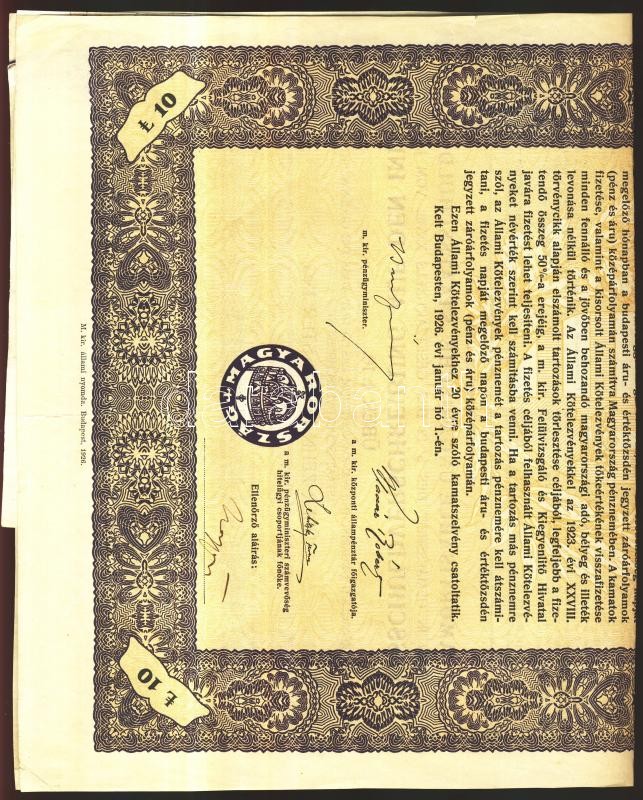 megelőző hónapban a budapesti áru- és értéktőzsdén jegyzett záróárfolyamok
(pénz és áru) középárfolyamán számítva Magyarország pénznemében. A kamatok
fizetése, valamint a kisorsolt Állami Kötelezvények tőkeértékének visszafizetése
minden fennálló és a jövőben behozandó magyarországi adó, bélyeg és illeték
levonása nélkül történik. Az Állami Kötelezvényekkel az 1923. évi XXVIII.
törvénycikk alapján elszámolt tartozások törlesztése céljából, legfeljebb a fize-
tendő összeg 50%-a erejéig, a m. kir. Felülvizsgáló és Kiegyenlítő Hivatal
javára fizetést lehet teljesíteni. A fizetés céljából felhasznált Állami Kötelezvé-
nyeket névérték szerint kell számításba venni. Ha a tartozás más pénznemre
szól, az Állami Kötelezvények pénznemét a tartozás pénznemére kell átszámí-
tani, a fizetés napját megelőző napon a budapesti áru- és értéktőzsdén
jegyzett záróárfolyamok (pénz és áru) középárfolyamán.
Ezen Állami Kötelezvényekhez 20 évre szóló kamatszelvény csatoltatik.
Kelt Budapesten, 1926. évi január hó 1.-én.
m. kir. pénzügyminiszter.
a m. kir. központi állampénztár főigazgatója.
MAGYARORSZÁG
a m. kir. pénzügyminiszteri számvevőség
hitelügyi csoportjának főnöke.
Ellenőrző aláírás:
£ 10
£ 10
M. kir. állami nyomda. Budapest, 1926.